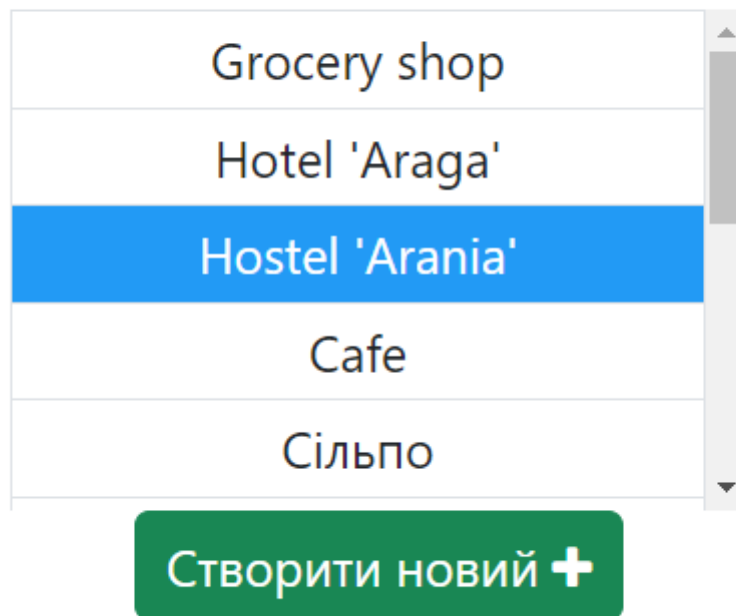 Grocery shop
Hotel 'Araga'
Hostel 'Arania'
Cafe
Сільпо
Створити новий +